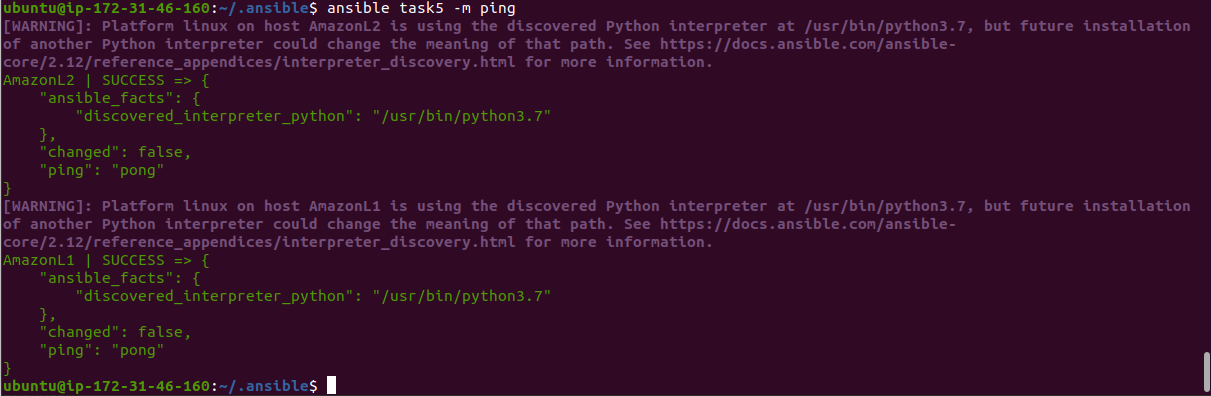 ubuntu@ip-172-31-46-160:~/.ansible$ ansible task5 -m ping
[WARNING]: Platform linux on host AmazonL2 is using the discovered Python interpreter at /usr/bin/python3.7, but future installation
of another Python interpreter could change the meaning of that path. See https://docs.ansible.com/ansible-
core/2.12/reference_appendices/interpreter_discovery.html for more information.
AmazonL2 | SUCCESS => {
    "ansible_facts": {
        "discovered_interpreter_python": "/usr/bin/python3.7"
    },
    "changed": false,
    "ping": "pong"
}
[WARNING]: Platform linux on host AmazonL1 is using the discovered Python interpreter at /usr/bin/python3.7, but future installation
of another Python interpreter could change the meaning of that path. See https://docs.ansible.com/ansible-
core/2.12/reference_appendices/interpreter_discovery.html for more information.
AmazonL1 | SUCCESS => {
    "ansible_facts": {
        "discovered_interpreter_python": "/usr/bin/python3.7"
    },
    "changed": false,
    "ping": "pong"
}
ubuntu@ip-172-31-46-160:~/.ansible$